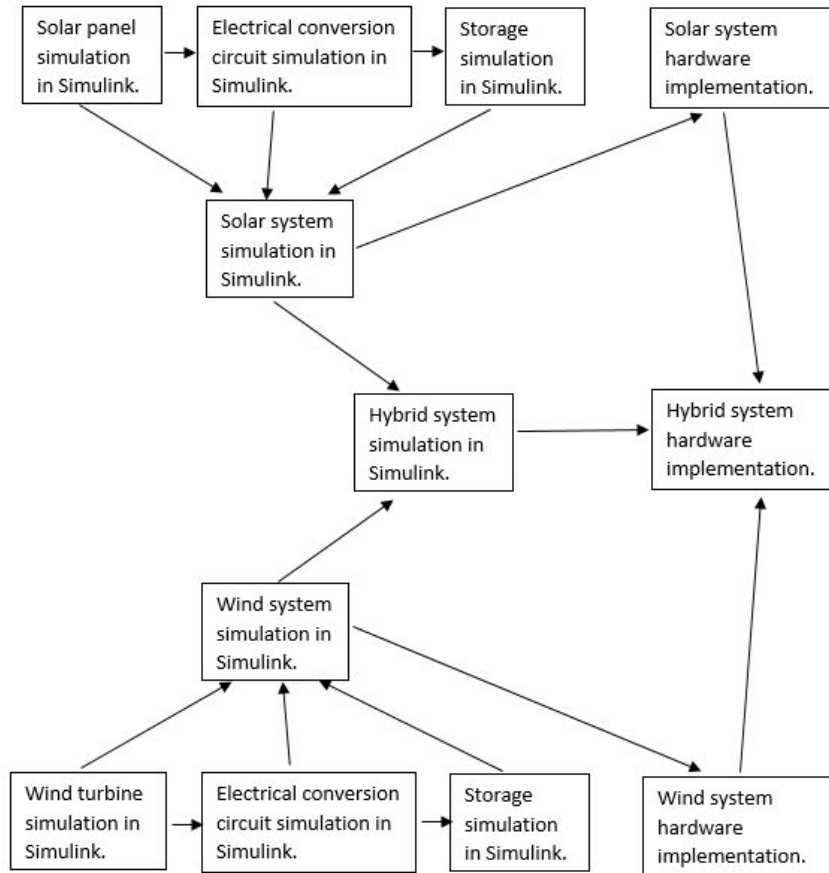 Solar panel
simulation
in Simulink.
Electrical conversion
circuit simulation in
Simulink.
Storage
simulation
in Simulink.
Solar system
hardware
implementation.
Solar system
simulation in
Simulink.
Hybrid system
simulation in
Simulink.
Hybrid system
hardware
implementation.
Wind system
simulation in
Simulink.
Wind turbine
simulation in
Simulink.
Electrical conversion
circuit simulation in
Simulink.
Storage
simulation
in Simulink.
Wind system
hardware
implementation.